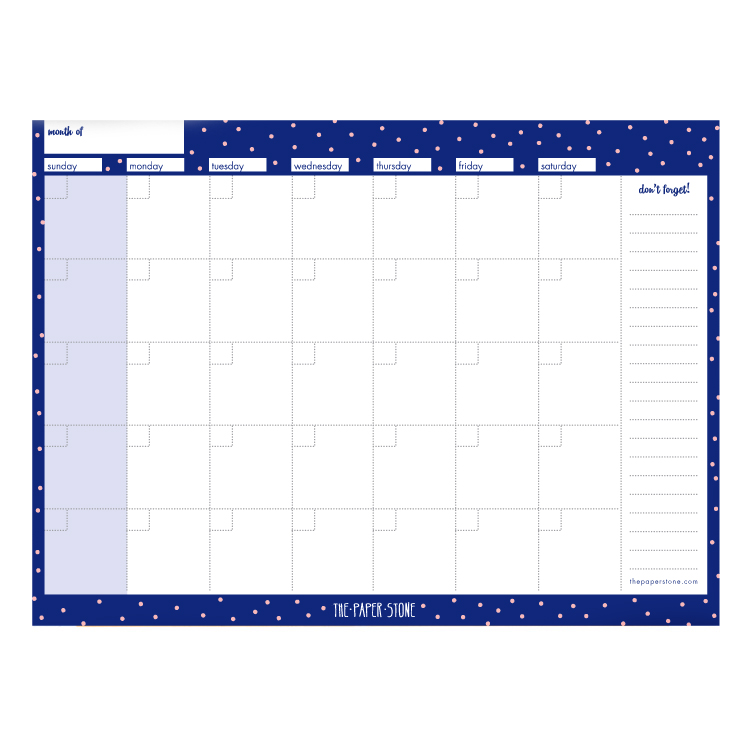 month of
sunday monday tuesday wednesday thursday friday saturday
don't forget!
thepaperstone.com
THE·PAPER·STONE